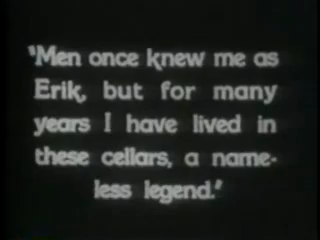 "Men once knew me as
Erik, but for many
years I have lived in
these cellars, a name-
less legend."